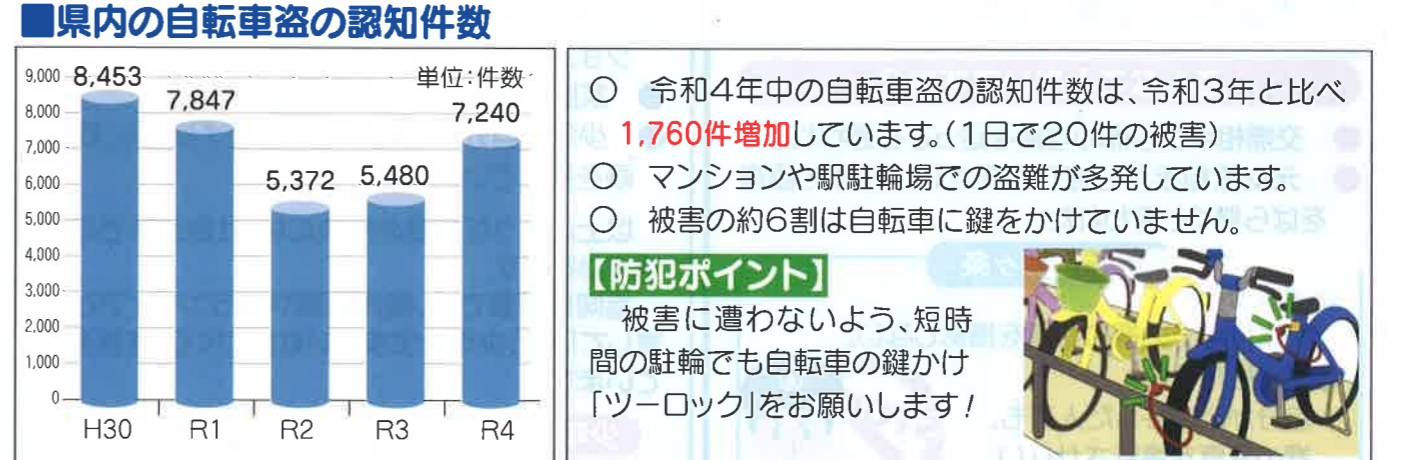 ■県内の自転車盗の認知件数
単位：件数
9,000
8,000
7,000
6,000
5,000
4,000
3,000
2,000
1,000
0
8,453
7,847
5,372
5,480
7,240
H30
R1
R2
R3
R4
○　令和4年中の自転車盗の認知件数は、令和3年と比べ
1,760件増加しています。（1日で20件の被害）
○　マンションや駅駐輪場での盗難が多発しています。
○　被害の約6割は自転車に鍵をかけていません。
【防犯ポイント】
被害に遭わないよう、短時
間の駐輪でも自転車の鍵かけ
「ツーロック」をお願いします！